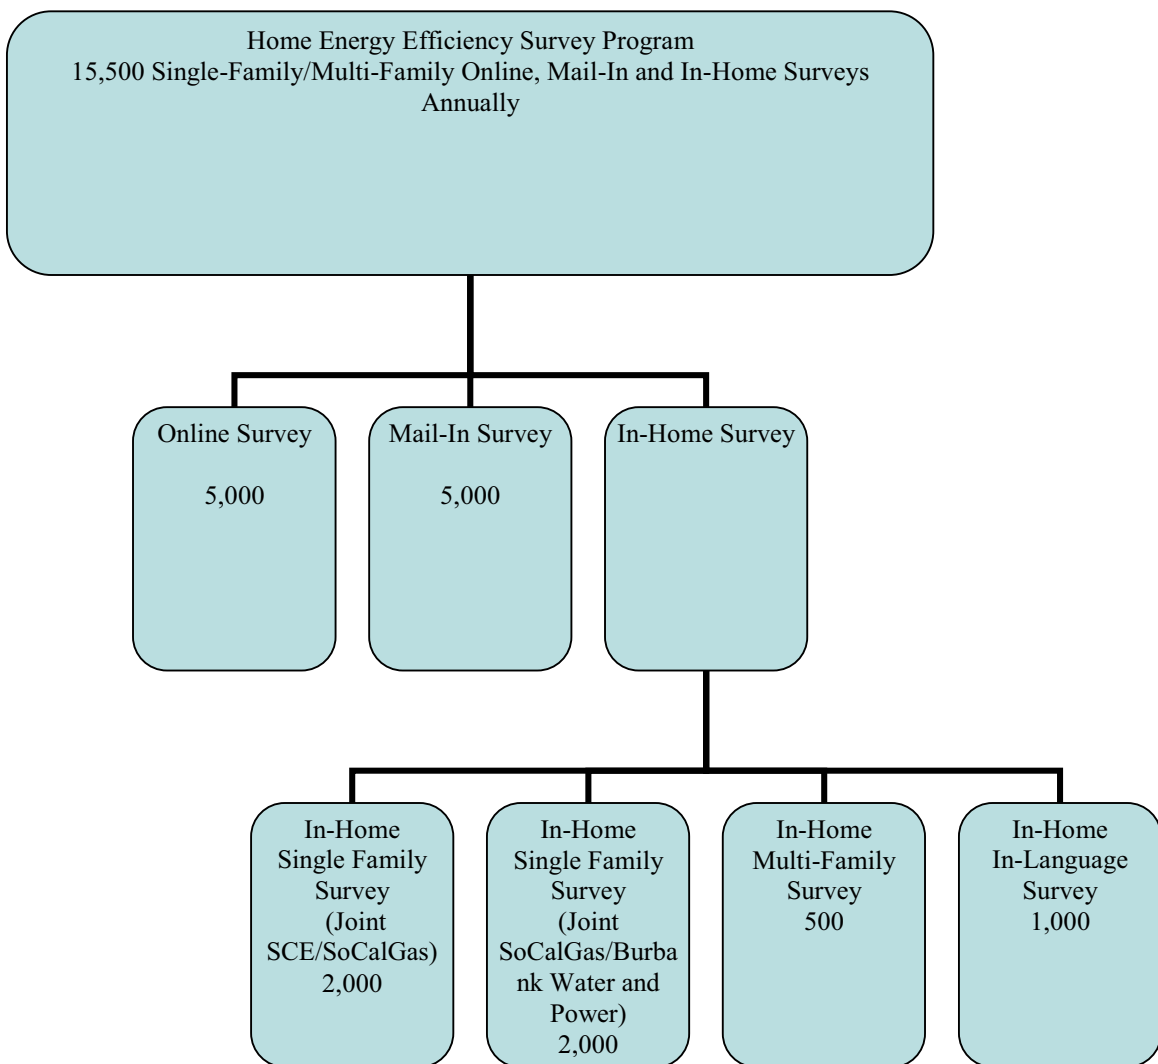 Home Energy Efficiency Survey Program
15,500 Single-Family/Multi-Family Online, Mail-In and In-Home Surveys
Annually
Online Survey
5,000
Mail-In Survey
5,000
In-Home Survey
In-Home
Single Family
Survey
(Joint
SCE/SoCalGas)
2,000
In-Home
Single Family
Survey
(Joint
SoCalGas/Burba
nk Water and
Power)
2,000
In-Home
Multi-Family
Survey
500
In-Home
In-Language
Survey
1,000